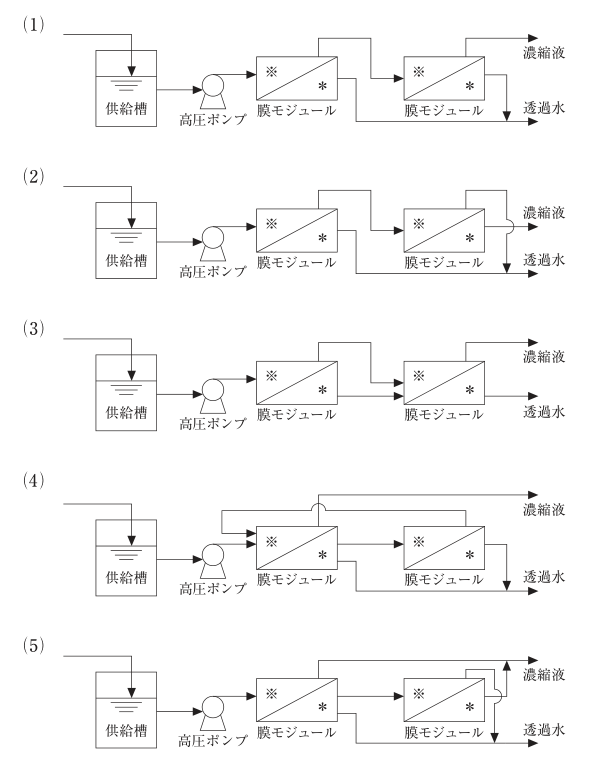 (1)
濃縮液
※
*
※
*
供給槽
高圧ポンプ
膜モジュール
膜モジュール
透過水
(2)
濃縮液
※
*
※
*
供給槽
高圧ポンプ
膜モジュール
膜モジュール
透過水
(3)
濃縮液
※
*
※
*
供給槽
高圧ポンプ
膜モジュール
膜モジュール
透過水
(4)
濃縮液
※
*
※
*
供給槽
高圧ポンプ
膜モジュール
膜モジュール
透過水
(5)
濃縮液
※
*
※
*
供給槽
高圧ポンプ
膜モジュール
膜モジュール
透過水